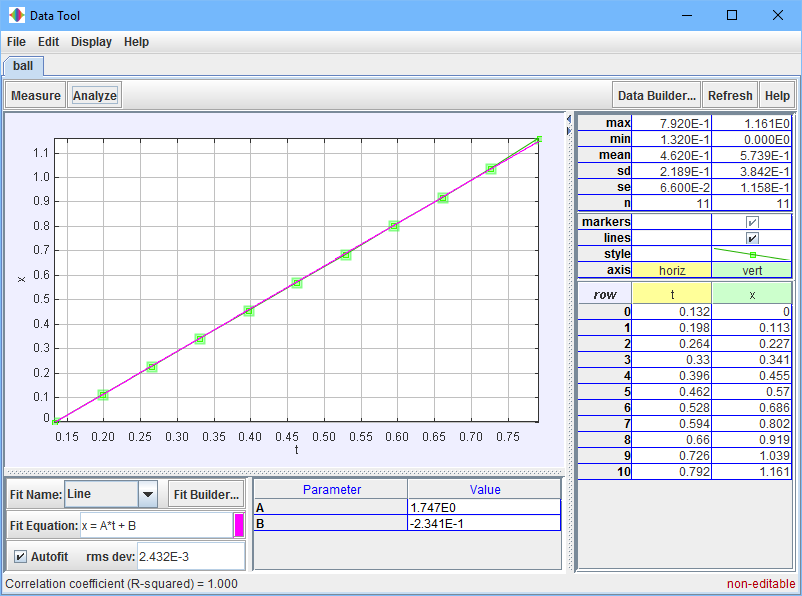 Data Tool
File Edit Display Help
ball
Measure Analyze Data Builder... Refresh Help
1.1
1.0
0.9
0.8
0.7
0.6
0.5
0.4
0.3
0.2
0.1
0
x
0.15 0.20 0.25 0.30 0.35 0.40 0.45 0.50 0.55 0.60 0.65 0.70 0.75
t
max 7.920E-1 1.161E0
min 1.320E-1 0.000E0
mean 4.620E-1 5.739E-1
sd 2.189E-1 3.842E-1
se 6.600E-2 1.158E-1
n 11 11
markers
lines
style
axis horiz vert
row t x
0 0.132 0
1 0.198 0.113
2 0.264 0.227
3 0.33 0.341
4 0.396 0.455
5 0.462 0.57
6 0.528 0.686
7 0.594 0.802
8 0.66 0.919
9 0.726 1.039
10 0.792 1.161
Fit Name: Line Fit Builder...
Fit Equation: x = A*t + B
Autofit rms dev: 2.432E-3
Parameter Value
A 1.747E0
B -2.341E-1
Correlation coefficient (R-squared) = 1.000 non-editable